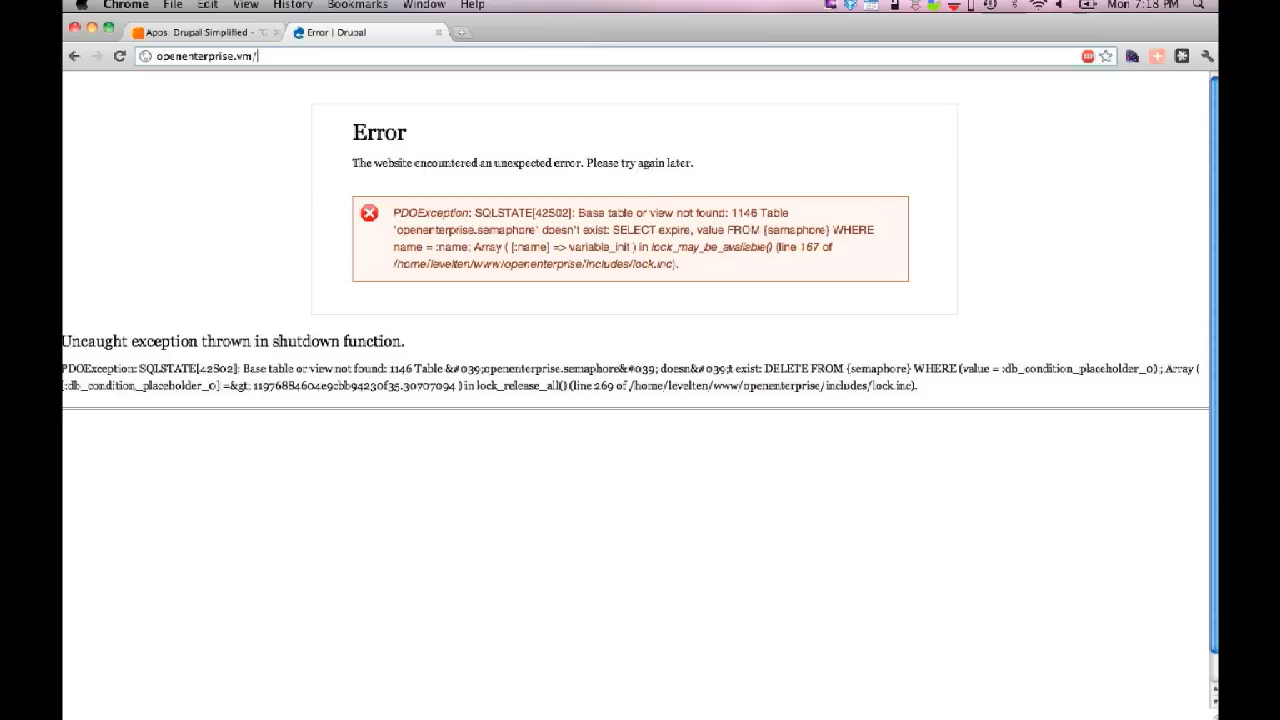 Chrome File Edit View History Bookmarks Window Help Mon 7:18 PM
Apps Drupal Simplified - Error | Drupal
openenterprise.vm/
Error
The website encountered an unexpected error. Please try again later.
PDOException: SQLSTATE[42S02]: Base table or view not found: 1146 Table
'openenterprise.semaphore' doesn't exist: SELECT expire, value FROM {semaphore} WHERE
name = :name; Array ( [:name] => variable_init ) in lock_may_be_available() (line 167 of
/home/levelten/www/openenterprise/includes/lock.inc).
Uncaught exception thrown in shutdown function.
PDOException: SQLSTATE[42S02]: Base table or view not found: 1146 Table &#039;openenterprise.semaphore&#039; doesn&#039;t exist: DELETE FROM {semaphore} WHERE (value = :db_condition_placeholder_0) ; Array (
[:db_condition_placeholder_0] =&gt; 11976884604e9cbb94230f35.30707094 ) in lock_release_all() (line 269 of /home/levelten/www/openenterprise/includes/lock.inc).